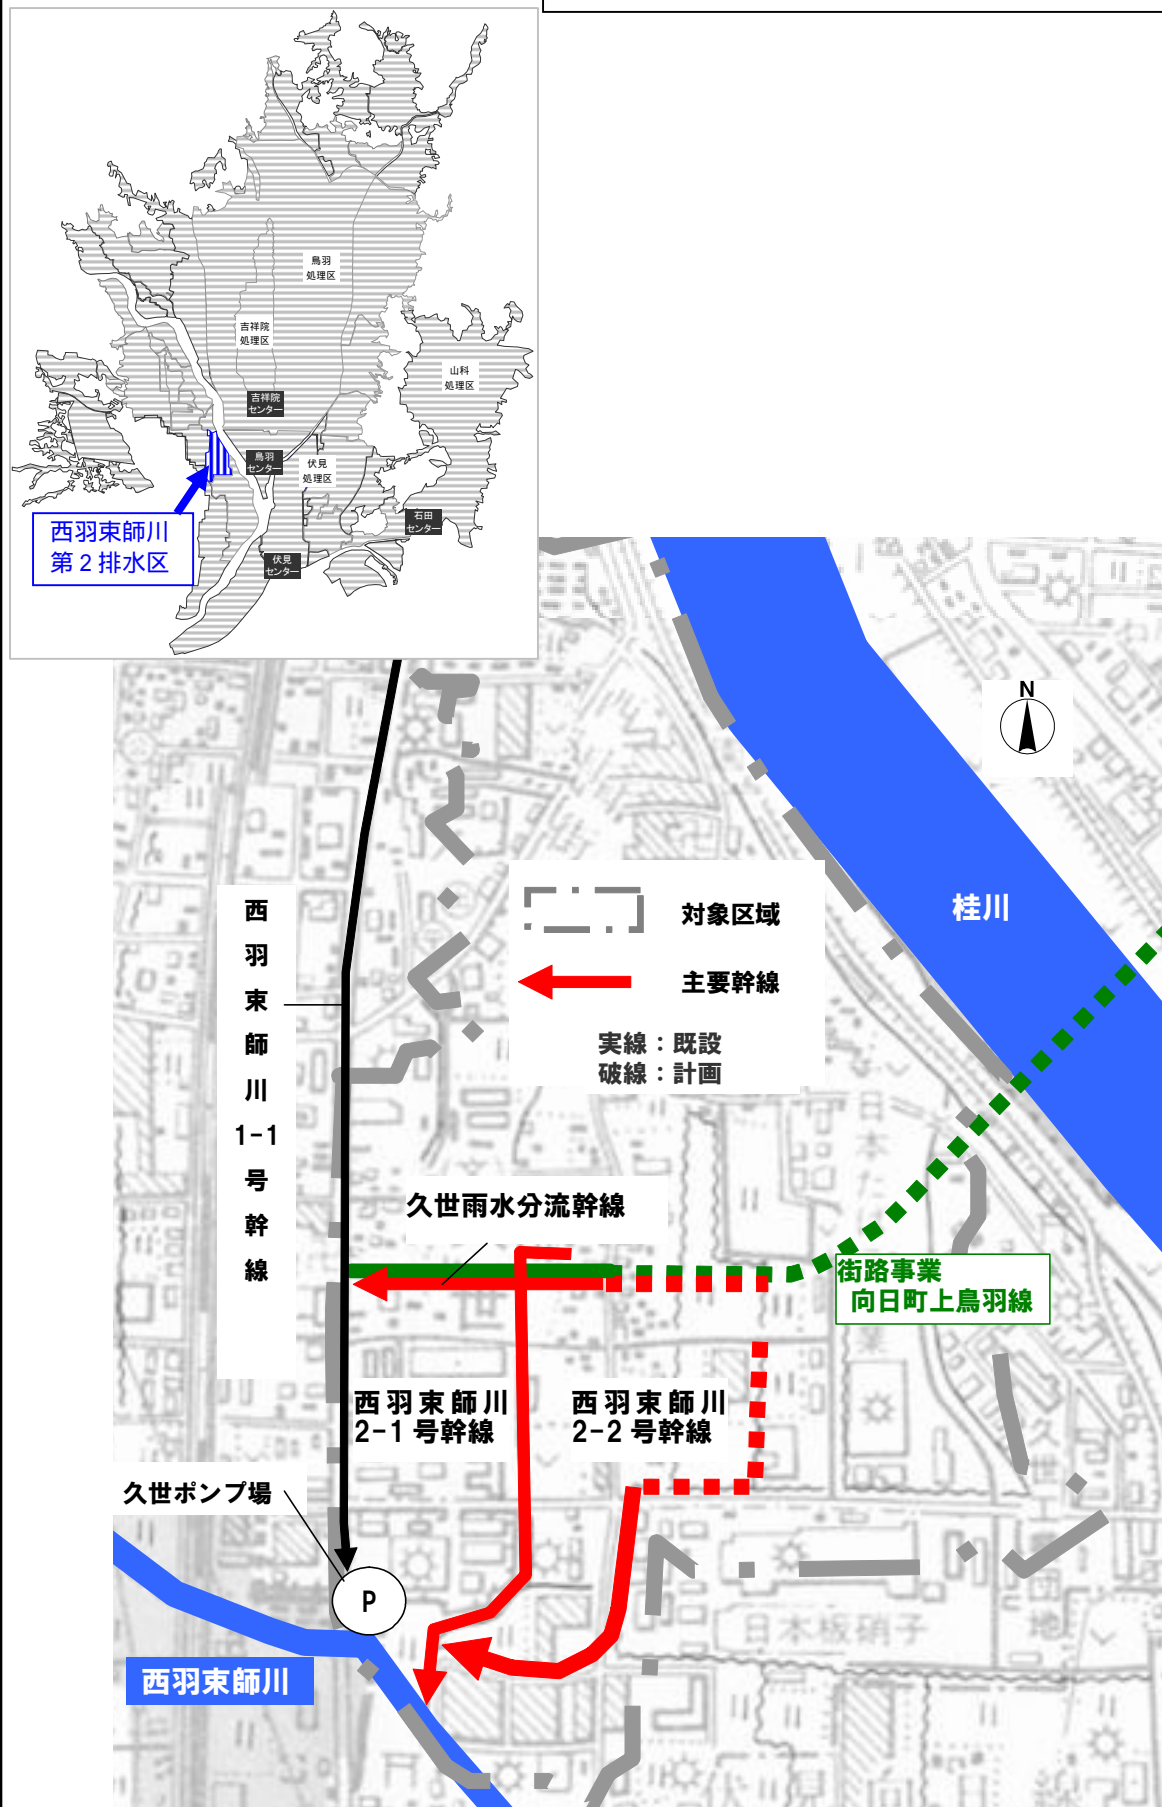 鳥羽
処理区
吉祥院
処理区
山科
処理区
吉祥院
センター
鳥羽
センター
伏見
処理区
石田
センター
伏見
センター
西羽束師川
第2排水区
N
桂川
対象区域
主要幹線
実線：既設
破線：計画
西羽束師川1-1号幹線
久世雨水分流幹線
街路事業
向日町上鳥羽線
西羽束師川
2-1号幹線
西羽束師川
2-2号幹線
久世ポンプ場
P
日本板硝子
西羽束師川